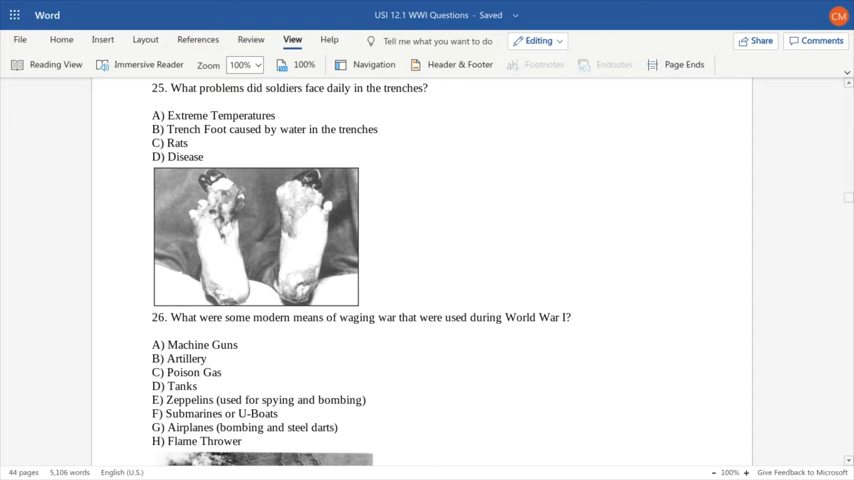 Word
USI 12.1 WWI Questions - Saved
CM
File Home Insert Layout References Review View Help Tell me what you want to do Editing Share Comments
Reading View Immersive Reader Zoom 100% 100% Navigation Header & Footer Footnotes Endnotes Page Ends
25. What problems did soldiers face daily in the trenches?
A) Extreme Temperatures
B) Trench Foot caused by water in the trenches
C) Rats
D) Disease
26. What were some modern means of waging war that were used during World War I?
A) Machine Guns
B) Artillery
C) Poison Gas
D) Tanks
E) Zeppelins (used for spying and bombing)
F) Submarines or U-Boats
G) Airplanes (bombing and steel darts)
H) Flame Thrower
44 pages 5,106 words English (U.S.) - 100% + Give Feedback to Microsoft